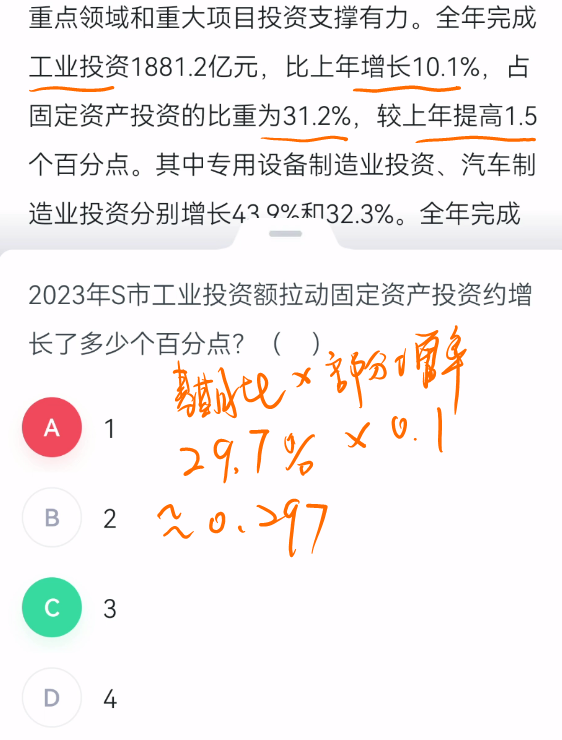 重点领域和重大项目投资支撑有力。全年完成
工业投资1881.2亿元，比上年增长10.1%，占
固定资产投资的比重为31.2%，较上年提高1.5
个百分点。其中专用设备制造业投资、汽车制
造业投资分别增长43.9%和32.3%。全年完成
2023年S市工业投资额拉动固定资产投资约增
长了多少个百分点？（ ）
基期比×部分增率
A 1
29.7%×0.1
B 2
≈0.297
C 3
D 4